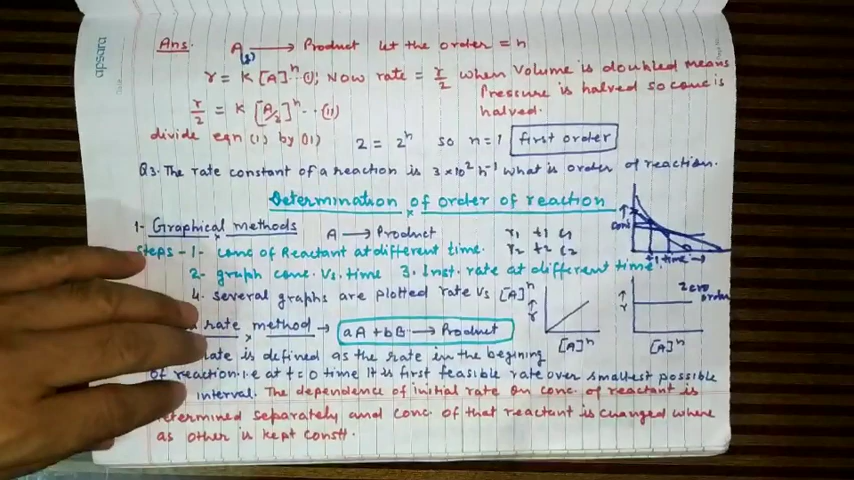 apsara
Ans. A(g) → Product let the order = n
r = K [A]^n --①; Now rate = r/2 when Volume is doubled means
Pressure is halved so conc is
halved.
r/2 = K [A/2]^n -- (11)
divide eqn (1) by (11) 2 = 2^n so n=1 first order
Q3. The rate constant of a reaction is 3×10² h⁻¹ what is order of reaction.
Determination of order of reaction
1- Graphical methods A → Product r1 t1 c1
steps - 1- conc of Reactant at different time. r2 t2 c2
conc t1 time →
2- graph conc. Vs. time 3. Inst. rate at different time.
4. several graphs are plotted rate Vs [A]^n
r [A]^n
r zero order [A]^n
rate method → aA + bB → Product
rate is defined as the rate in the begining
of reaction i.e at t=0 time It is first feasible rate over smallest possible
interval. The dependence of initial rate on conc. of reactant is
determined separately and conc. of that reactant is changed where
as other is kept constt.